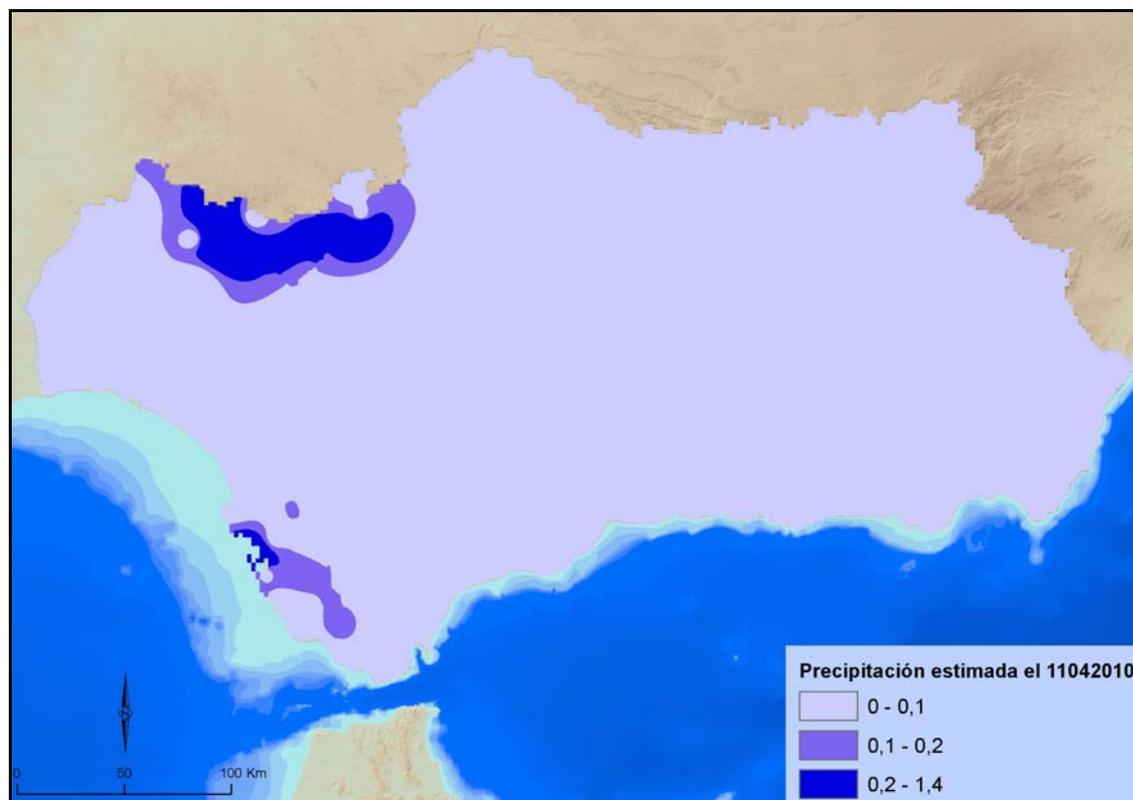 Precipitación estimada el 11042010
0 - 0,1
0,1 - 0,2
0,2 - 1,4
N
0 50 100 Km